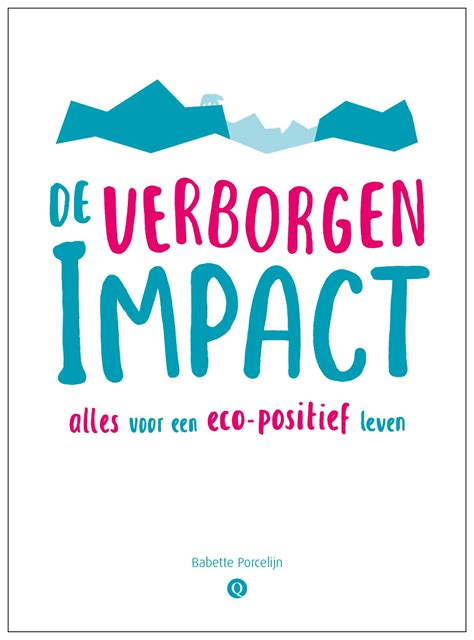 DE VERBORGEN
IMPACT
alles voor een eco-positief leven
Babette Porcelijn
Q